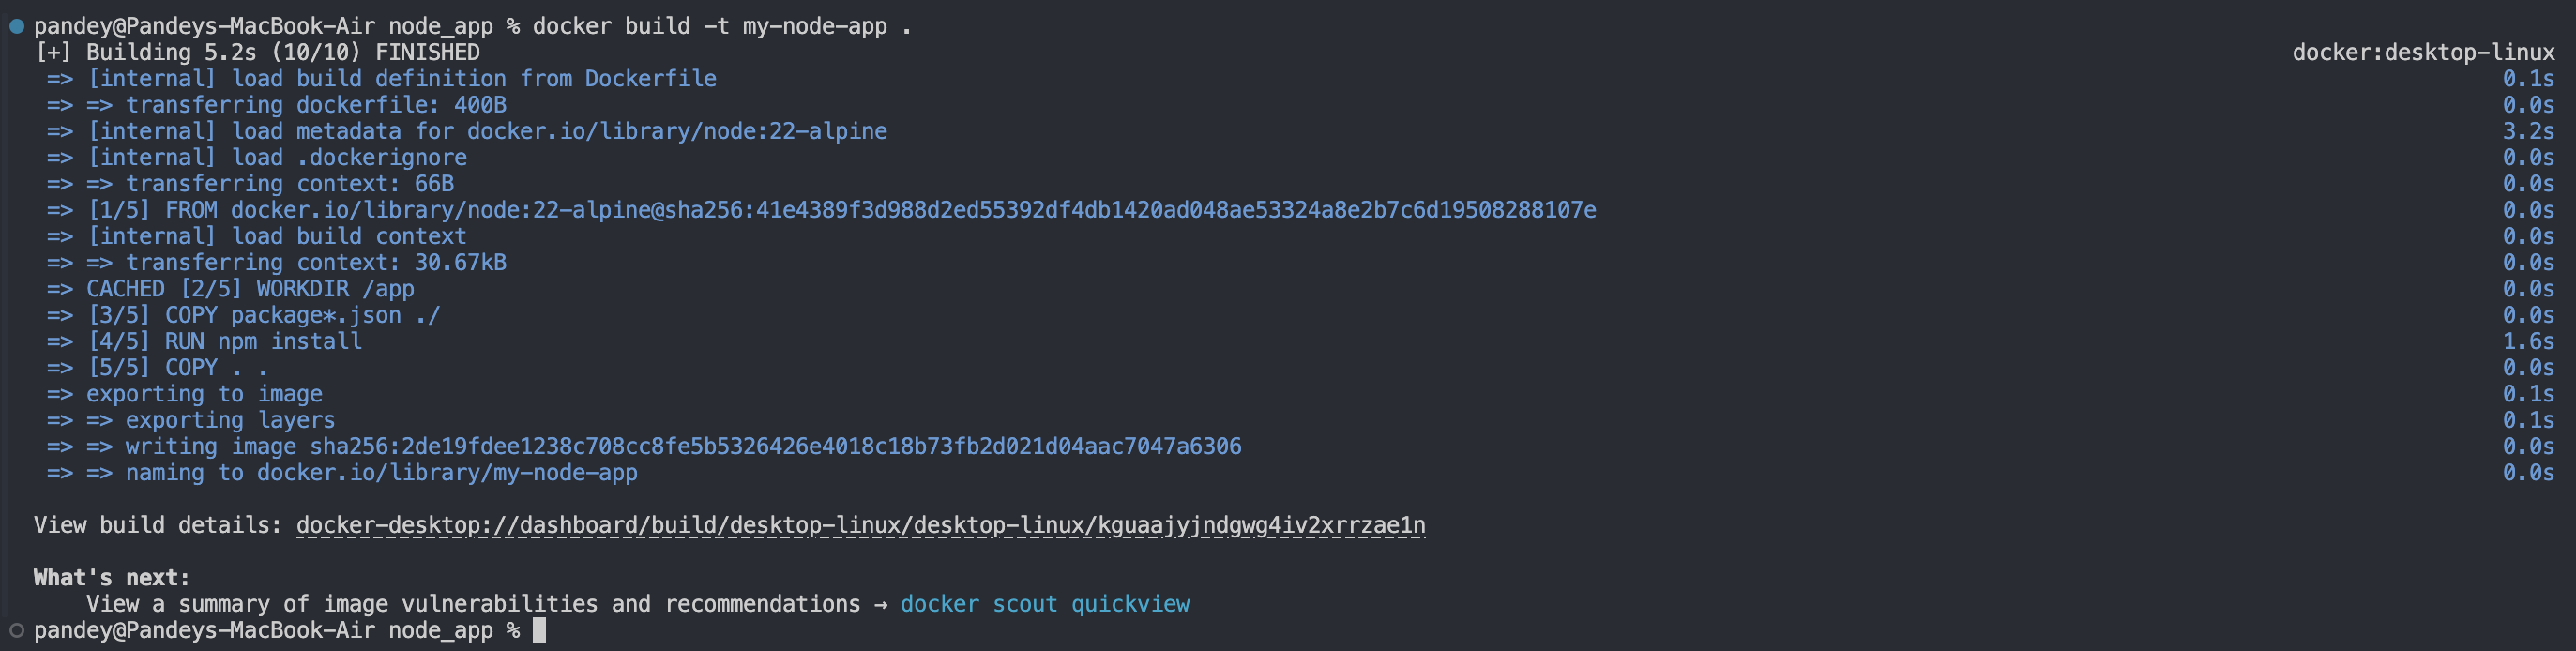 pandey@Pandeys-MacBook-Air node_app % docker build -t my-node-app .
[+] Building 5.2s (10/10) FINISHED docker:desktop-linux
=> [internal] load build definition from Dockerfile 0.1s
=> => transferring dockerfile: 400B 0.0s
=> [internal] load metadata for docker.io/library/node:22-alpine 3.2s
=> [internal] load .dockerignore 0.0s
=> => transferring context: 66B 0.0s
=> [1/5] FROM docker.io/library/node:22-alpine@sha256:41e4389f3d988d2ed55392df4db1420ad048ae53324a8e2b7c6d19508288107e 0.0s
=> [internal] load build context 0.0s
=> => transferring context: 30.67kB 0.0s
=> CACHED [2/5] WORKDIR /app 0.0s
=> [3/5] COPY package*.json ./ 0.0s
=> [4/5] RUN npm install 1.6s
=> [5/5] COPY . . 0.0s
=> exporting to image 0.1s
=> => exporting layers 0.1s
=> => writing image sha256:2de19fdee1238c708cc8fe5b5326426e4018c18b73fb2d021d04aac7047a6306 0.0s
=> => naming to docker.io/library/my-node-app 0.0s
View build details: docker-desktop://dashboard/build/desktop-linux/desktop-linux/kguaajyjndgwg4iv2xrrzae1n
What's next:
View a summary of image vulnerabilities and recommendations → docker scout quickview
pandey@Pandeys-MacBook-Air node_app %